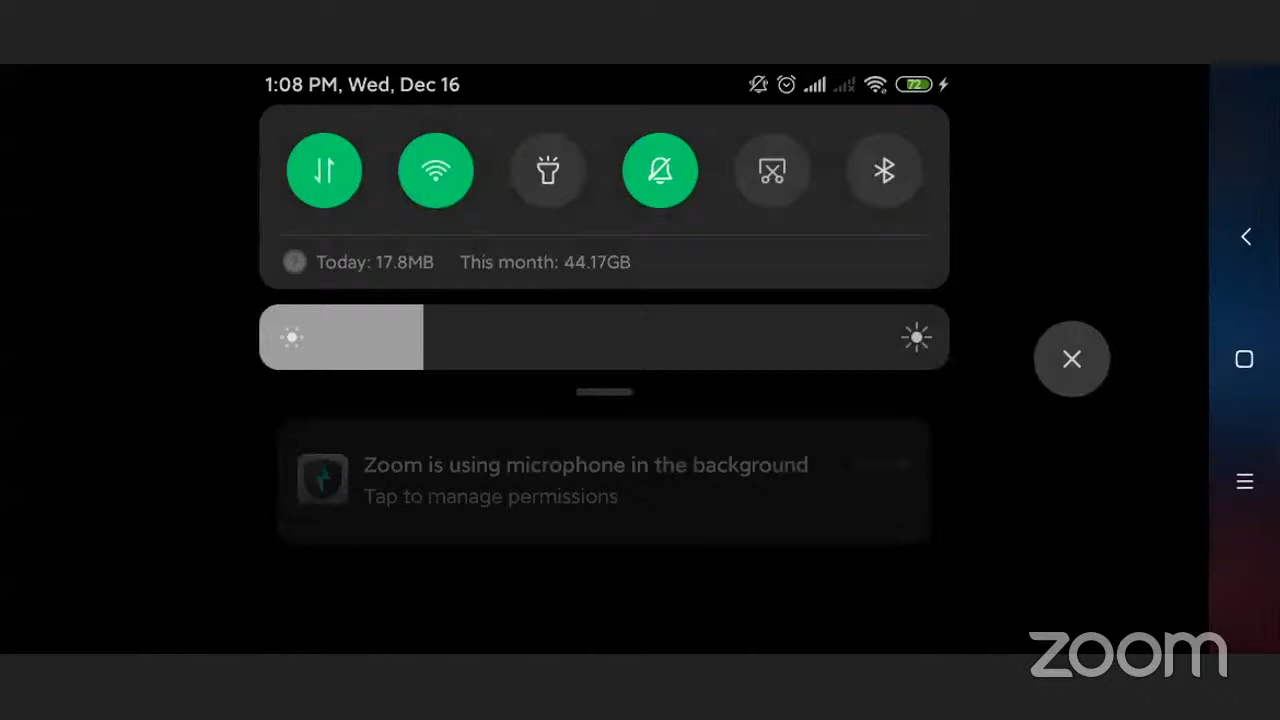 1:08 PM, Wed, Dec 16
72
Today: 17.8MB This month: 44.17GB
Zoom is using microphone in the background
Tap to manage permissions
zoom